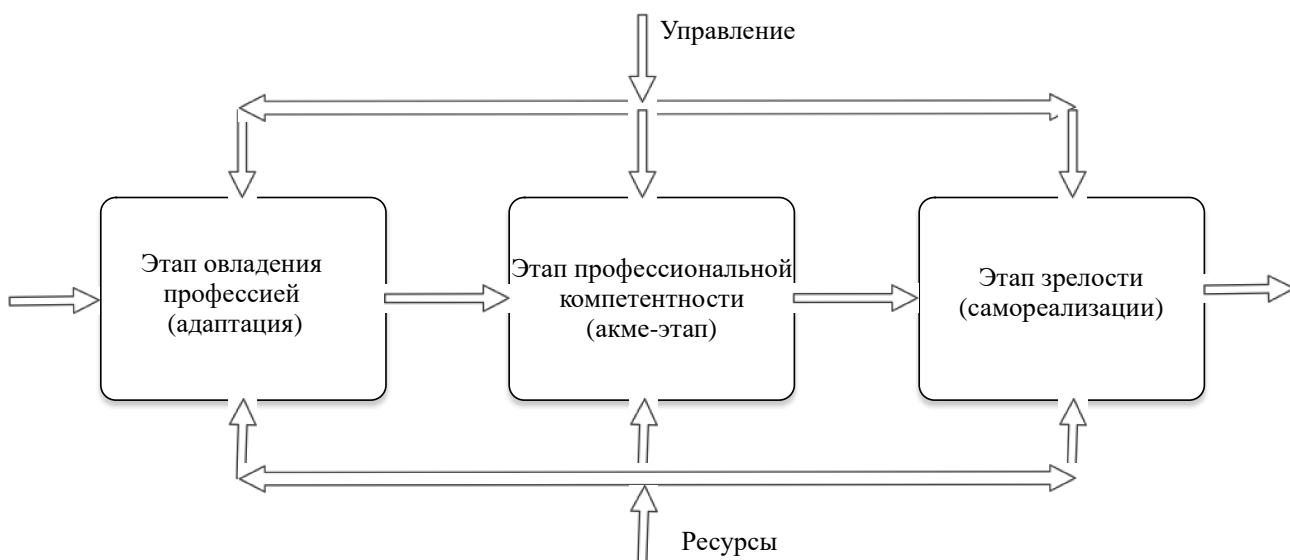 Управление
Этап овладения
профессией
(адаптация)
Этап профессиональной
компетентности
(акме-этап)
Этап зрелости
(самореализации)
Ресурсы